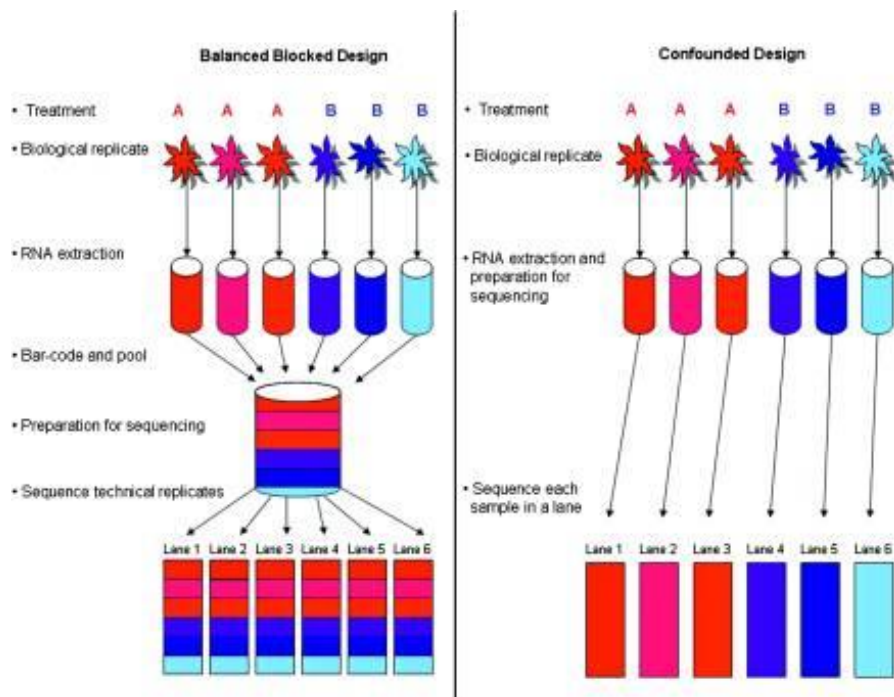 Balanced Blocked Design
• Treatment A A A B B B
• Biological replicate
• RNA extraction
• Bar-code and pool
• Preparation for sequencing
• Sequence technical replicates
Lane 1 Lane 2 Lane 3 Lane 4 Lane 5 Lane 6
Confounded Design
• Treatment A A A B B B
• Biological replicate
• RNA extraction and
preparation for
sequencing
• Sequence each
sample in a lane
Lane 1 Lane 2 Lane 3 Lane 4 Lane 5 Lane 6